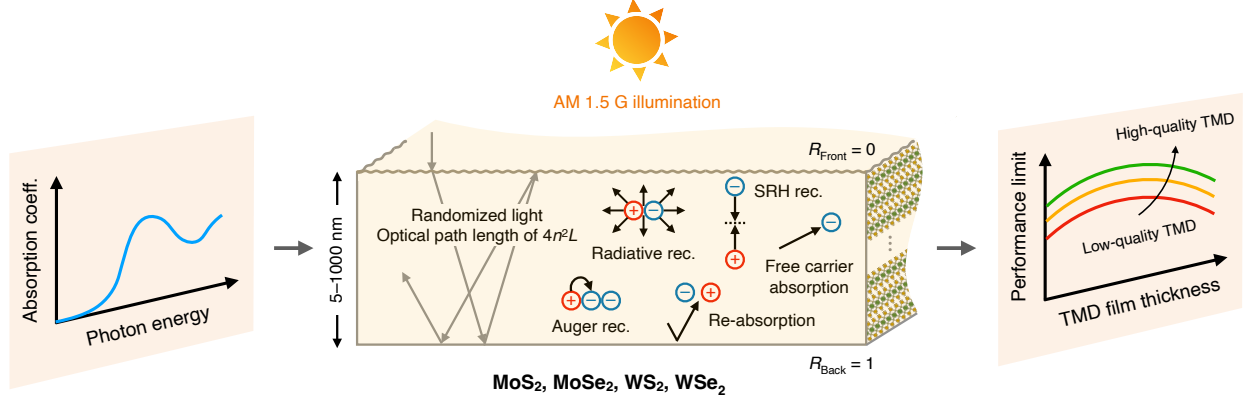 AM 1.5 G illumination
Absorption coeff.
Photon energy
5–1000 nm
R_Front = 0
Randomized light
Optical path length of 4n²L
+ −
Radiative rec.
−
SRH rec.
+
−
Free carrier
absorption
+ − −
Auger rec.
− +
Re-absorption
R_Back = 1
MoS₂, MoSe₂, WS₂, WSe₂
Performance limit
High-quality TMD
Low-quality TMD
TMD film thickness